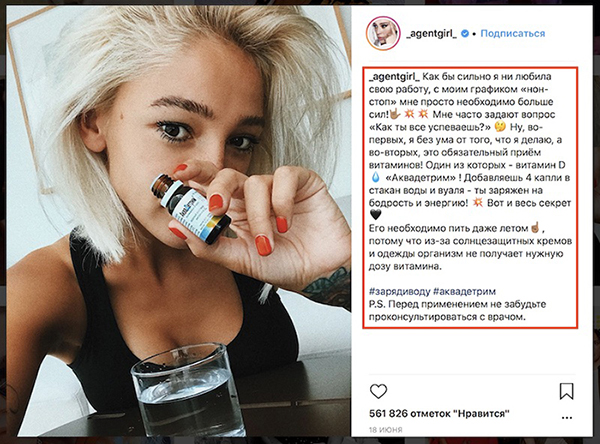 _agentgirl_ • Подписаться
_agentgirl_ Как бы сильно я ни любила
свою работу, с моим графиком «нон-
стоп» мне просто необходимо больше
сил!🤟🏽 💥 💥 Мне часто задают вопрос
«Как ты все успеваешь?» 🤔 Ну, во-
первых, я без ума от того, что я делаю, а
во-вторых, это обязательный приём
витаминов! Один из которых - витамин D
💧 «Аквадетрим» ! Добавляешь 4 капли в
стакан воды и вуаля - ты заряжен на
бодрость и энергию! 💥 Вот и весь секрет
🖤
Его необходимо пить даже летом☝🏽,
потому что из-за солнцезащитных кремов
и одежды организм не получает нужную
дозу витамина.
#зарядиводу #аквадетрим
P.S. Перед применением не забудьте
проконсультироваться с врачом.
561 826 отметок "Нравится"
18 ИЮНЯ